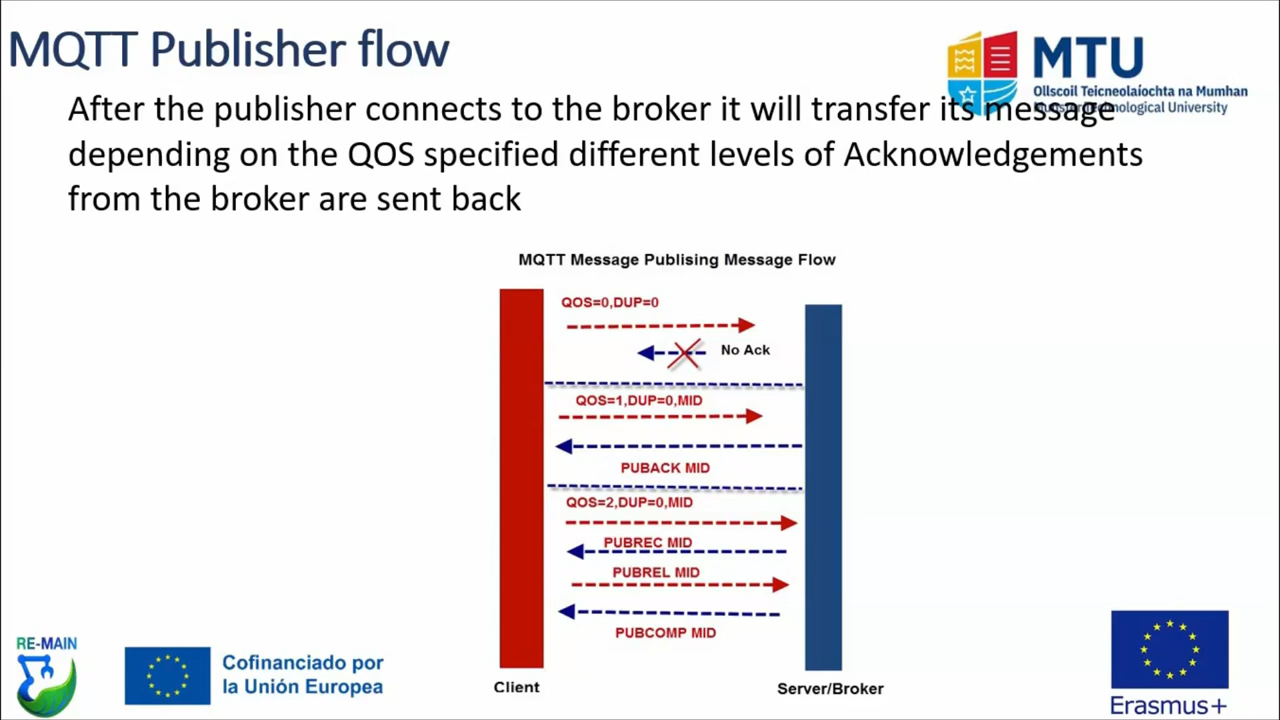 MQTT Publisher flow
MTU
Ollscoil Teicneolaíochta na Mumhan
Munster Technological University
After the publisher connects to the broker it will transfer its message
depending on the QOS specified different levels of Acknowledgements
from the broker are sent back
MQTT Message Publising Message Flow
QOS=0,DUP=0
No Ack
QOS=1,DUP=0,MID
PUBACK MID
QOS=2,DUP=0,MID
PUBREC MID
PUBREL MID
PUBCOMP MID
Client
Server/Broker
RE-MAIN
Cofinanciado por
la Unión Europea
Erasmus+